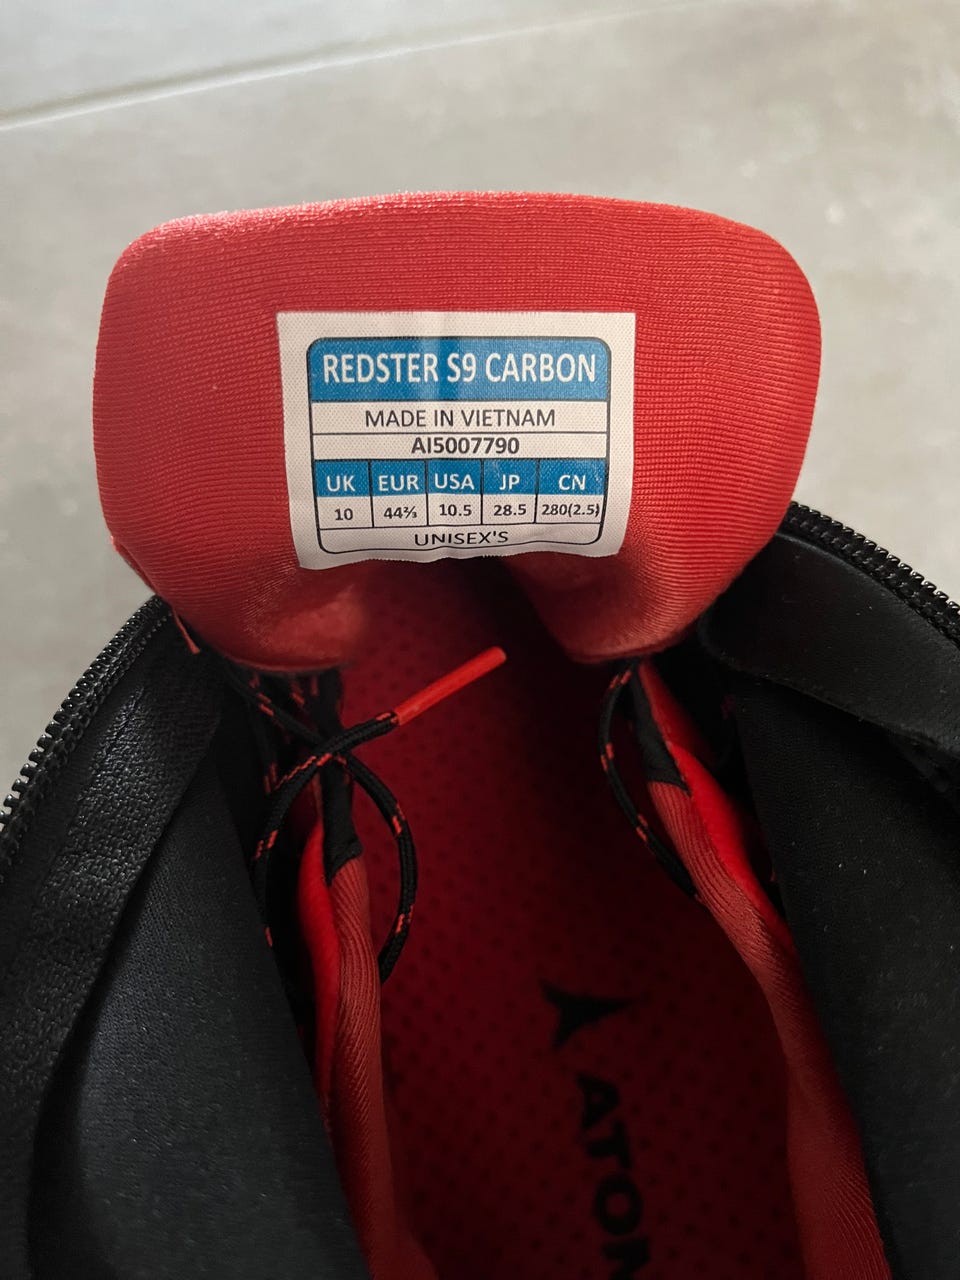 REDSTER S9 CARBON
MADE IN VIETNAM
AI5007790
UK EUR USA JP CN
10 44⅔ 10.5 28.5 280(2.5)
UNISEX'S
ATOM